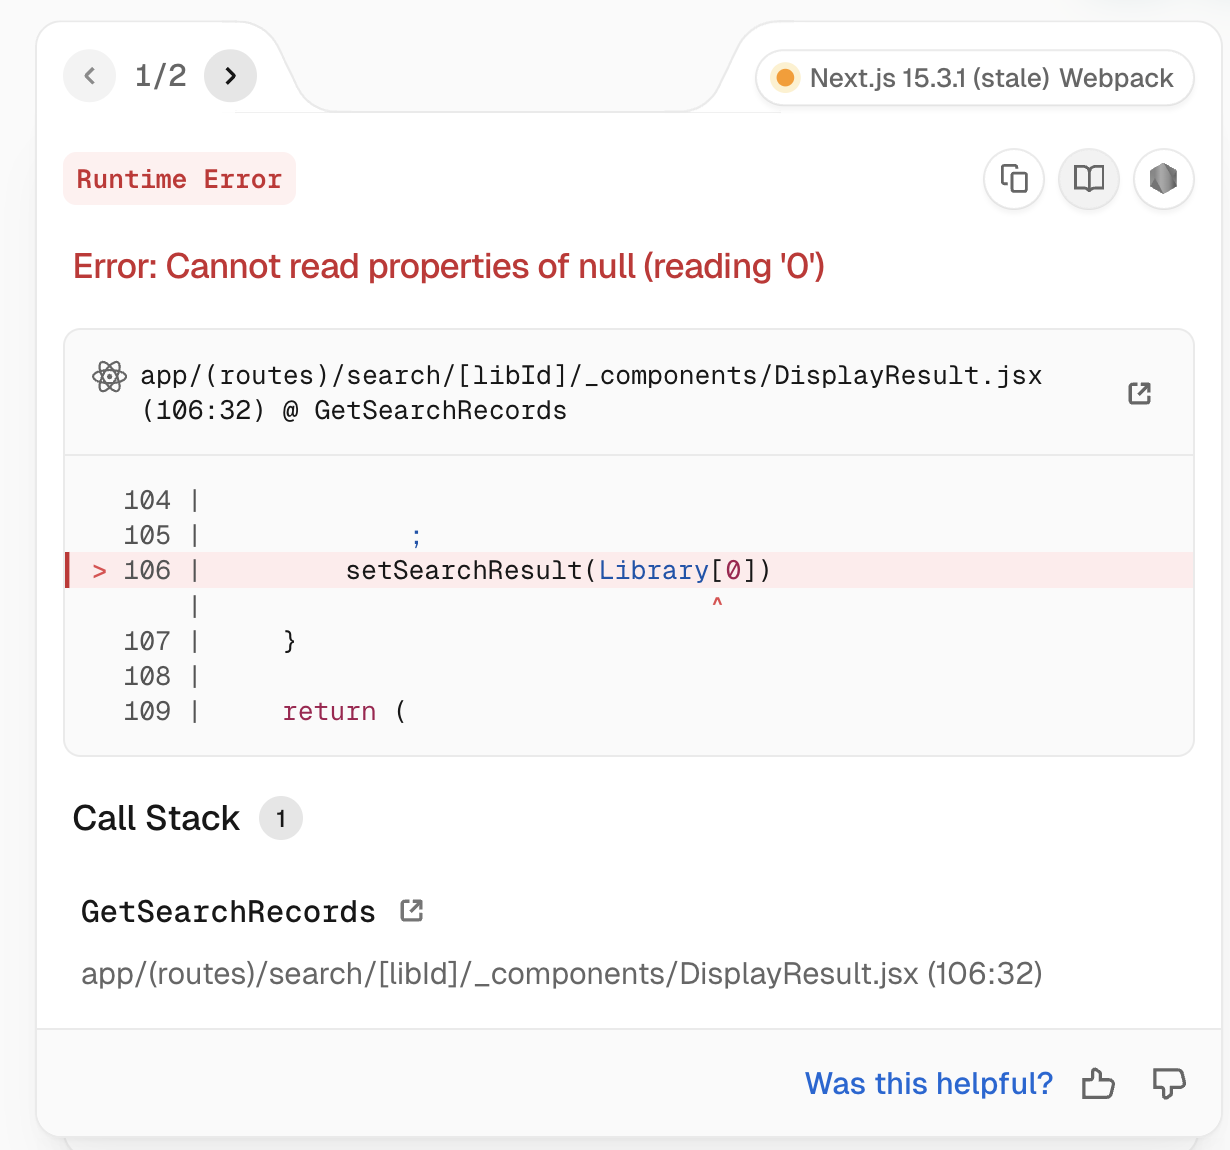 1/2
Next.js 15.3.1 (stale) Webpack
Runtime Error
Error: Cannot read properties of null (reading '0')
app/(routes)/search/[libId]/_components/DisplayResult.jsx
(106:32) @ GetSearchRecords
104 |
105 |             ;
> 106 |         setSearchResult(Library[0])
|                                 ^
107 |     }
108 |
109 |     return (
Call Stack 1
GetSearchRecords
app/(routes)/search/[libId]/_components/DisplayResult.jsx (106:32)
Was this helpful?